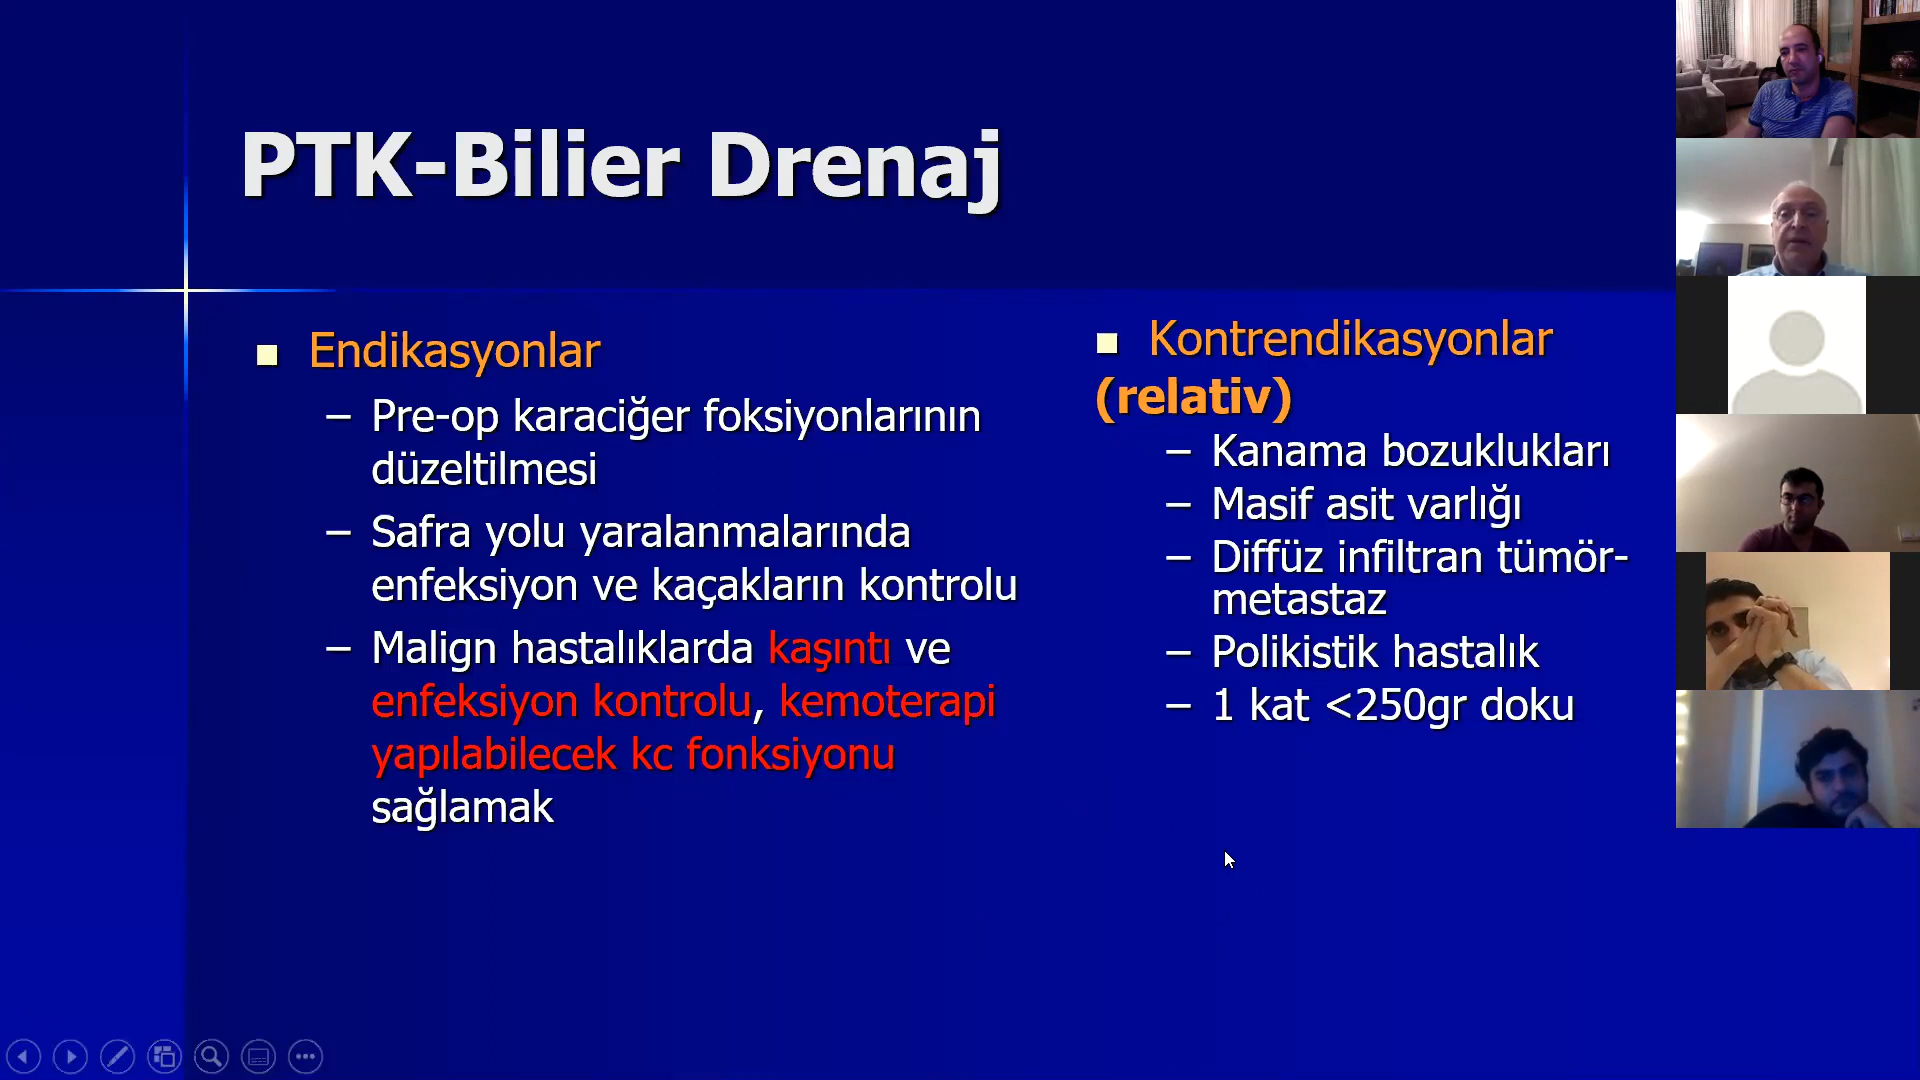 PTK-Bilier Drenaj
Endikasyonlar
– Pre-op karaciğer foksiyonlarının
düzeltilmesi
– Safra yolu yaralanmalarında
enfeksiyon ve kaçakların kontrolu
– Malign hastalıklarda kaşıntı ve
enfeksiyon kontrolu, kemoterapi
yapılabilecek kc fonksiyonu
sağlamak
Kontrendikasyonlar
(relativ)
– Kanama bozuklukları
– Masif asit varlığı
– Diffüz infiltran tümör-
metastaz
– Polikistik hastalık
– 1 kat <250gr doku